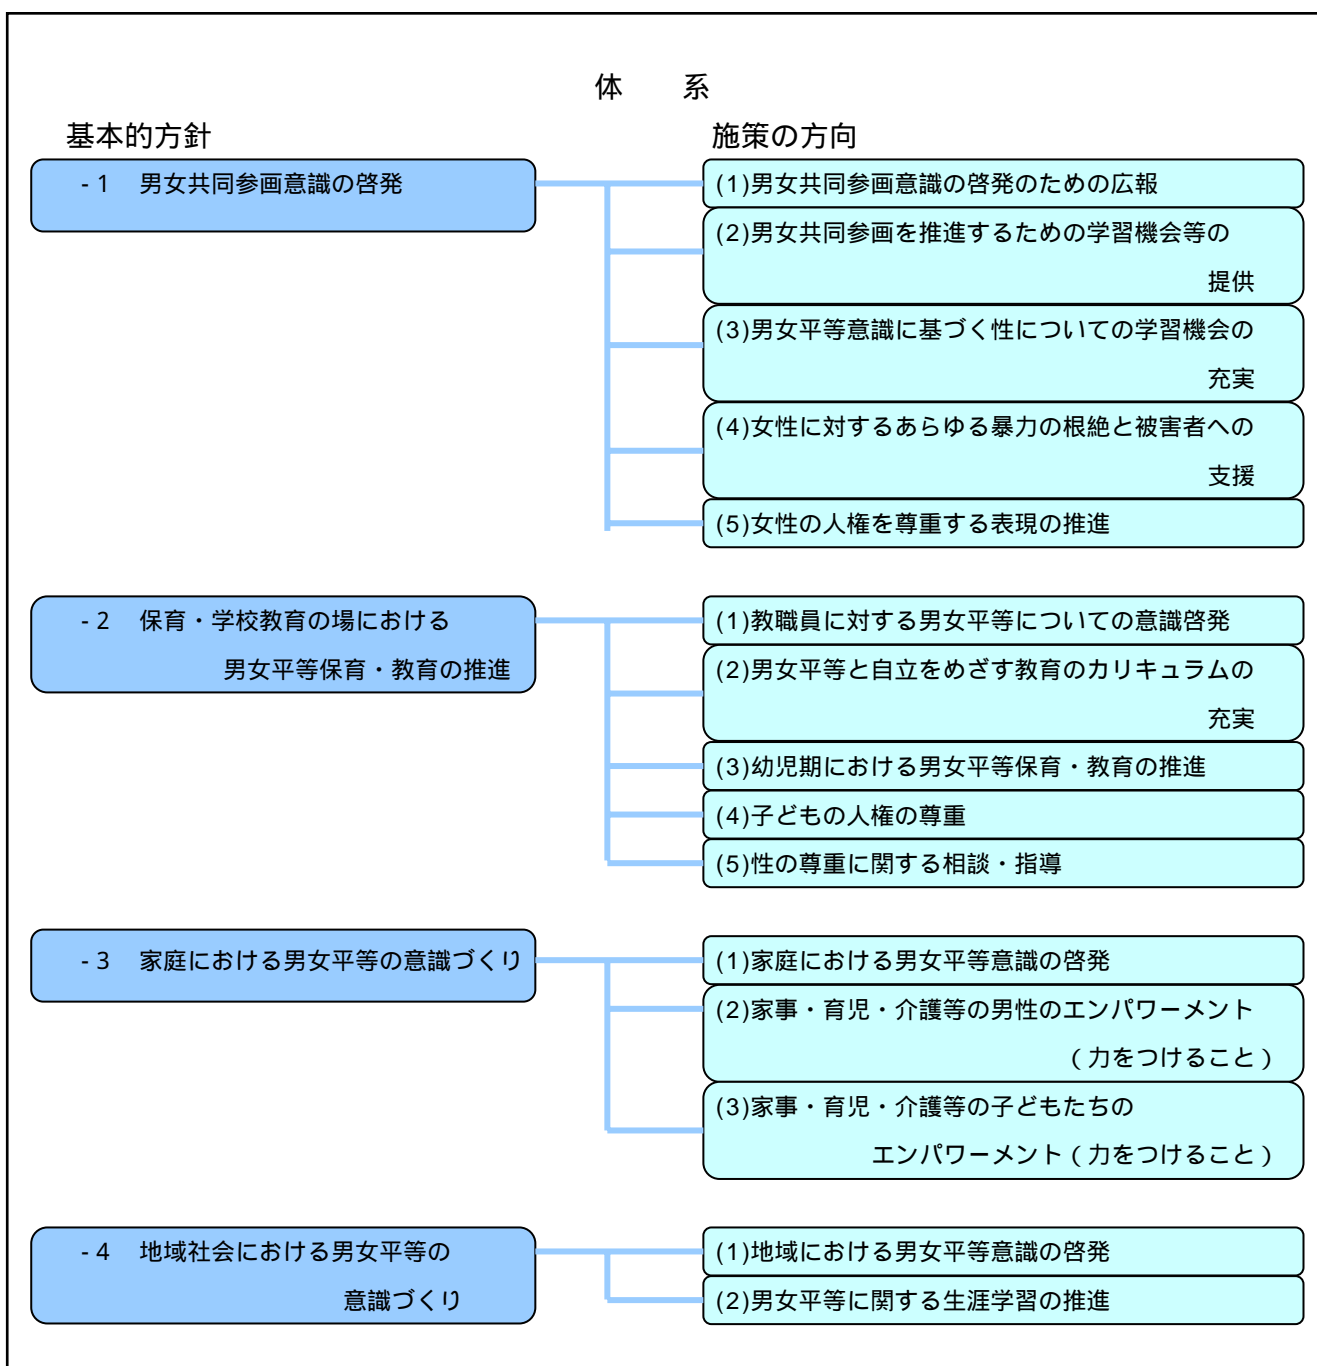 体　系
基本的方針
施策の方向
-1　男女共同参画意識の啓発
(1)男女共同参画意識の啓発のための広報
(2)男女共同参画を推進するための学習機会等の
提供
(3)男女平等意識に基づく性についての学習機会の
充実
(4)女性に対するあらゆる暴力の根絶と被害者への
支援
(5)女性の人権を尊重する表現の推進
-2　保育・学校教育の場における
男女平等保育・教育の推進
(1)教職員に対する男女平等についての意識啓発
(2)男女平等と自立をめざす教育のカリキュラムの
充実
(3)幼児期における男女平等保育・教育の推進
(4)子どもの人権の尊重
(5)性の尊重に関する相談・指導
-3　家庭における男女平等の意識づくり
(1)家庭における男女平等意識の啓発
(2)家事・育児・介護等の男性のエンパワーメント
（力をつけること）
(3)家事・育児・介護等の子どもたちの
エンパワーメント（力をつけること）
-4　地域社会における男女平等の
意識づくり
(1)地域における男女平等意識の啓発
(2)男女平等に関する生涯学習の推進